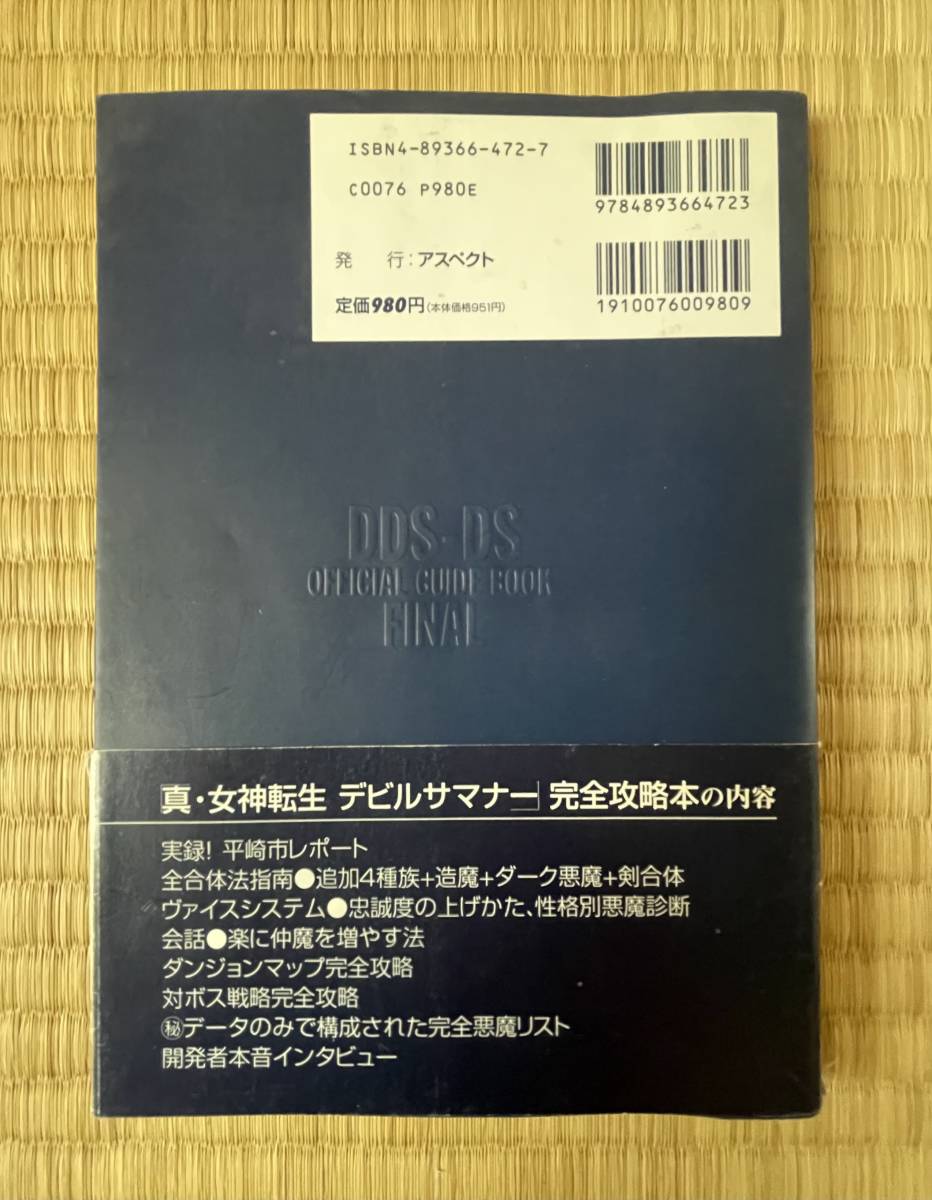 ISBN4-89366-472-7
C0076 P980E
9784893664723
発 行：アスペクト
定価980円(本体価格951円)
1910076009809
DDS・DS
OFFICIAL GUIDE BOOK
FINAL
「真・女神転生 デビルサマナー」完全攻略本の内容
実録! 平崎市レポート
全合体法指南●追加4種族+造魔+ダーク悪魔+剣合体
ヴァイスシステム●忠誠度の上げかた、性格別悪魔診断
会話●楽に仲魔を増やす法
ダンジョンマップ完全攻略
対ボス戦略完全攻略
㊙データのみで構成された完全悪魔リスト
開発者本音インタビュー